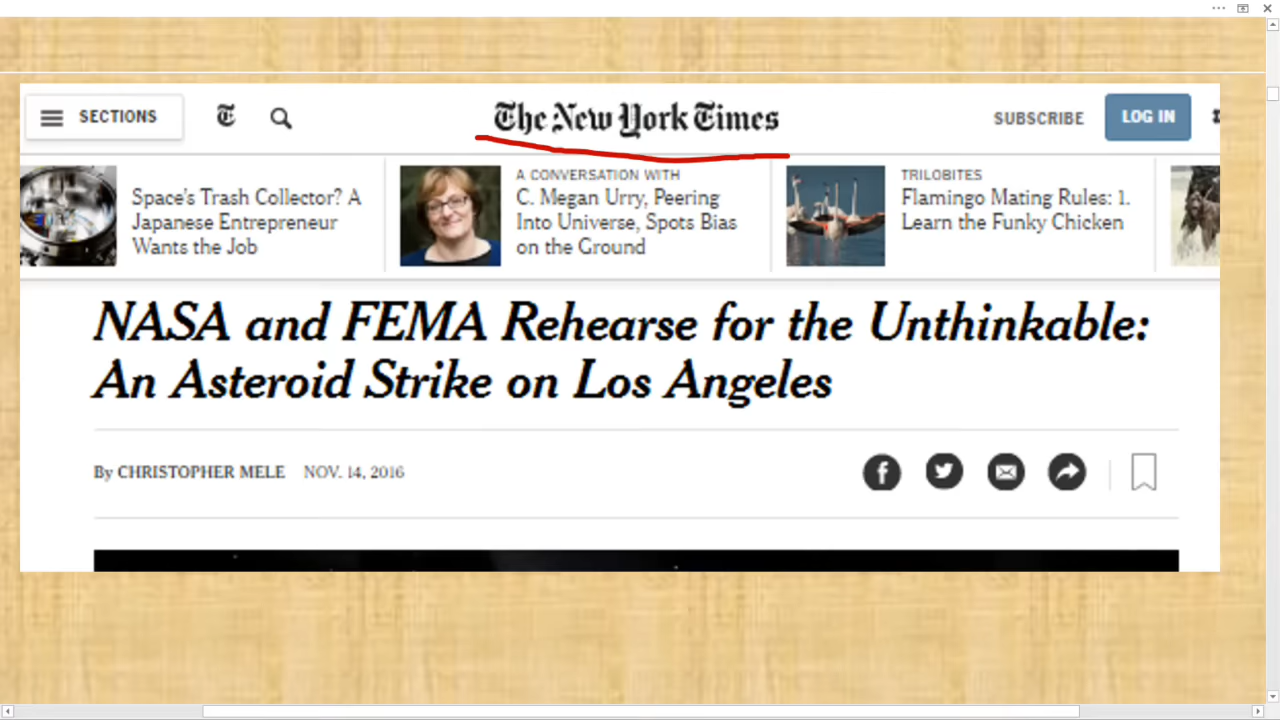 SECTIONS
The New York Times
SUBSCRIBE
LOG IN
Space's Trash Collector? A
Japanese Entrepreneur
Wants the Job
A CONVERSATION WITH
C. Megan Urry, Peering
Into Universe, Spots Bias
on the Ground
TRILOBITES
Flamingo Mating Rules: 1.
Learn the Funky Chicken
NASA and FEMA Rehearse for the Unthinkable:
An Asteroid Strike on Los Angeles
By CHRISTOPHER MELE NOV. 14, 2016